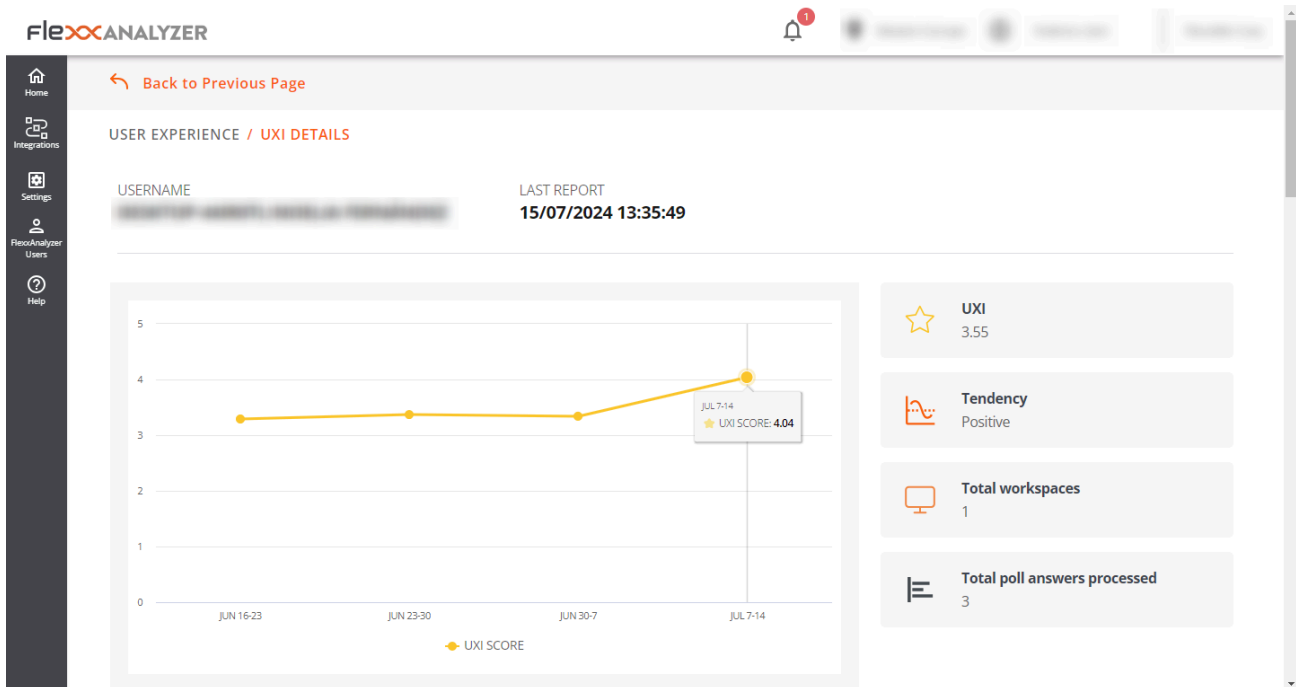 FlexxANALYZER
1
Home
Integrations
Settings
FlexxAnalyzer
Users
Help
Back to Previous Page
USER EXPERIENCE / UXI DETAILS
USERNAME
LAST REPORT
15/07/2024 13:35:49
5
4
3
2
1
0
JUL 7-14
UXI SCORE: 4.04
JUN 16-23
JUN 23-30
JUN 30-7
JUL 7-14
UXI SCORE
UXI
3.55
Tendency
Positive
Total workspaces
1
Total poll answers processed
3